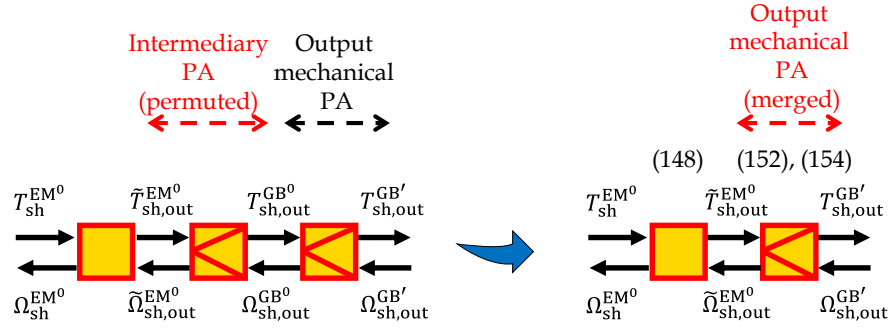 Intermediary
PA
(permuted)
Output
mechanical
PA
T_sh^EM⁰
T̃_sh,out^EM⁰
T_sh,out^GB⁰
T_sh,out^GB′
Ω_sh^EM⁰
Ω̃_sh,out^EM⁰
Ω_sh,out^GB⁰
Ω_sh,out^GB′
Output
mechanical
PA
(merged)
(148)
(152), (154)
T_sh^EM⁰
T̃_sh,out^EM⁰
T_sh,out^GB′
Ω_sh^EM⁰
Ω̃_sh,out^EM⁰
Ω_sh,out^GB′